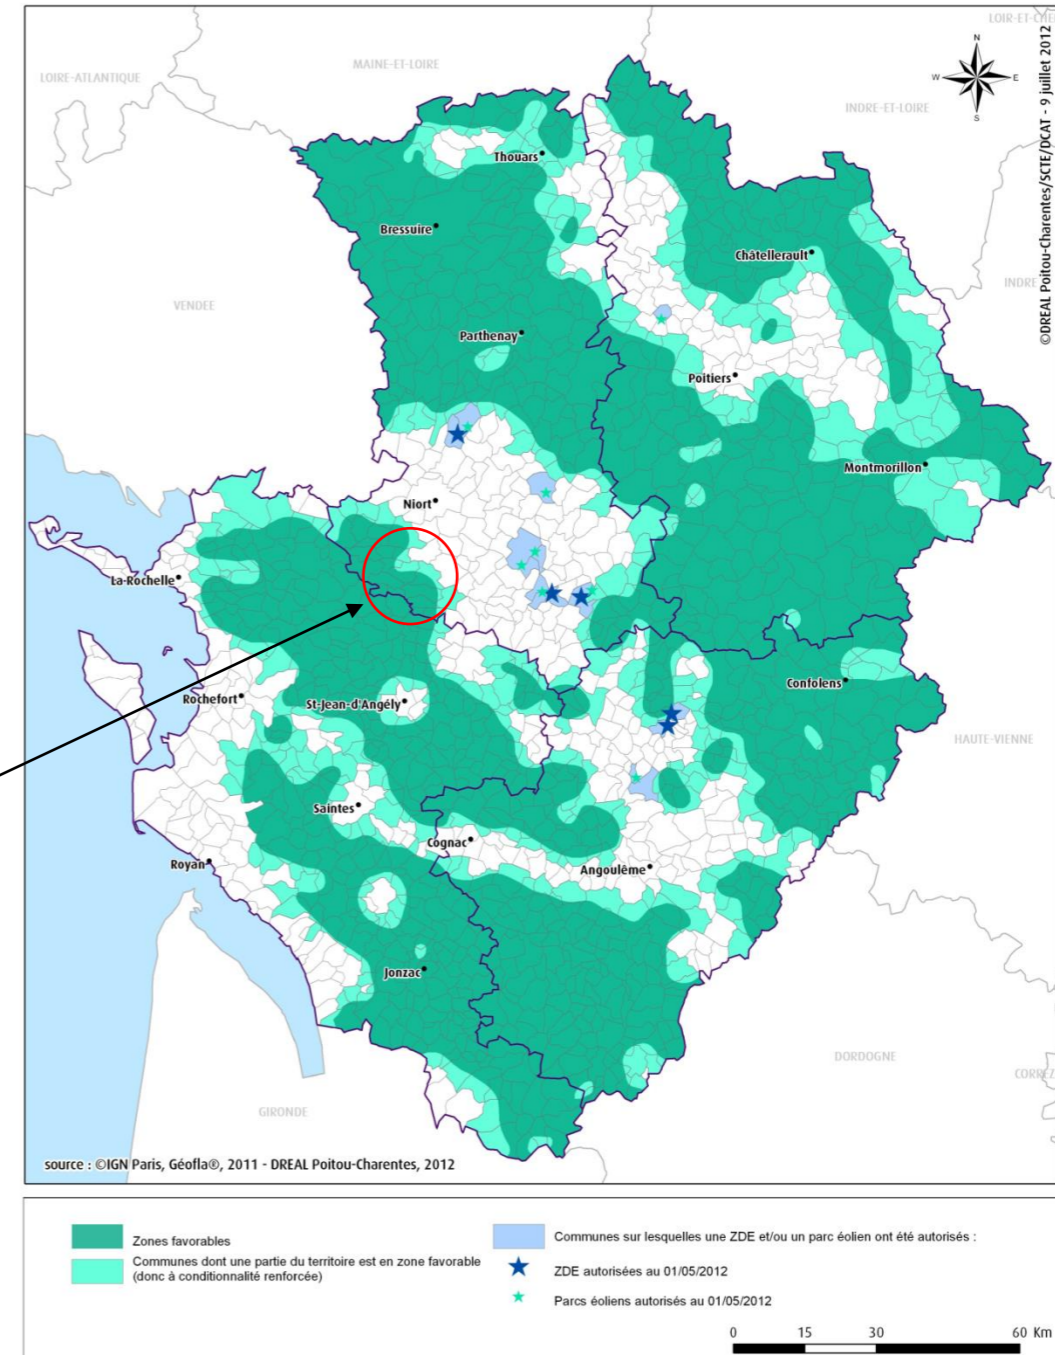 LOIR-ET-CHER
MAINE-ET-LOIRE
LOIRE-ATLANTIQUE
N
W
E
S
INDRE-ET-LOIRE
©DREAL Poitou-Charentes/SCTE/DCAT - 9 juillet 2012
Thouars
Bressuire
Châtellerault
INDRE
VENDEE
Parthenay
Poitiers
Montmorillon
Niort
La-Rochelle
Confolens
Rochefort
St-Jean-d'Angély
HAUTE-VIENNE
Saintes
Cognac
Royan
Angoulême
Jonzac
DORDOGNE
CORREZ
GIRONDE
source : ©IGN Paris, Géofla®, 2011 - DREAL Poitou-Charentes, 2012
Zones favorables
Communes dont une partie du territoire est en zone favorable
(donc à conditionnalité renforcée)
Communes sur lesquelles une ZDE et/ou un parc éolien ont été autorisés :
ZDE autorisées au 01/05/2012
Parcs éoliens autorisés au 01/05/2012
0 15 30 60 Km